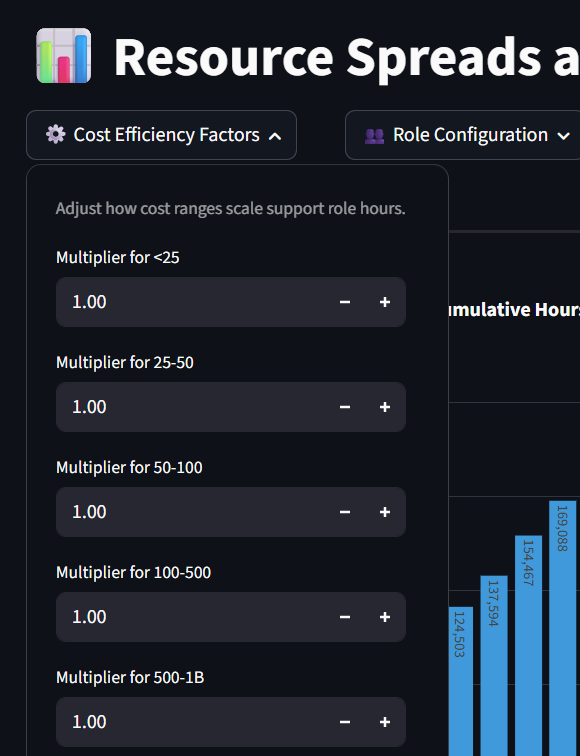 Resource Spreads a
Cost Efficiency Factors
Role Configuration
Adjust how cost ranges scale support role hours.
Multiplier for <25
1.00
Multiplier for 25-50
1.00
Multiplier for 50-100
1.00
Multiplier for 100-500
1.00
Multiplier for 500-1B
1.00
umulative Hours
124,503
137,594
154,467
169,088